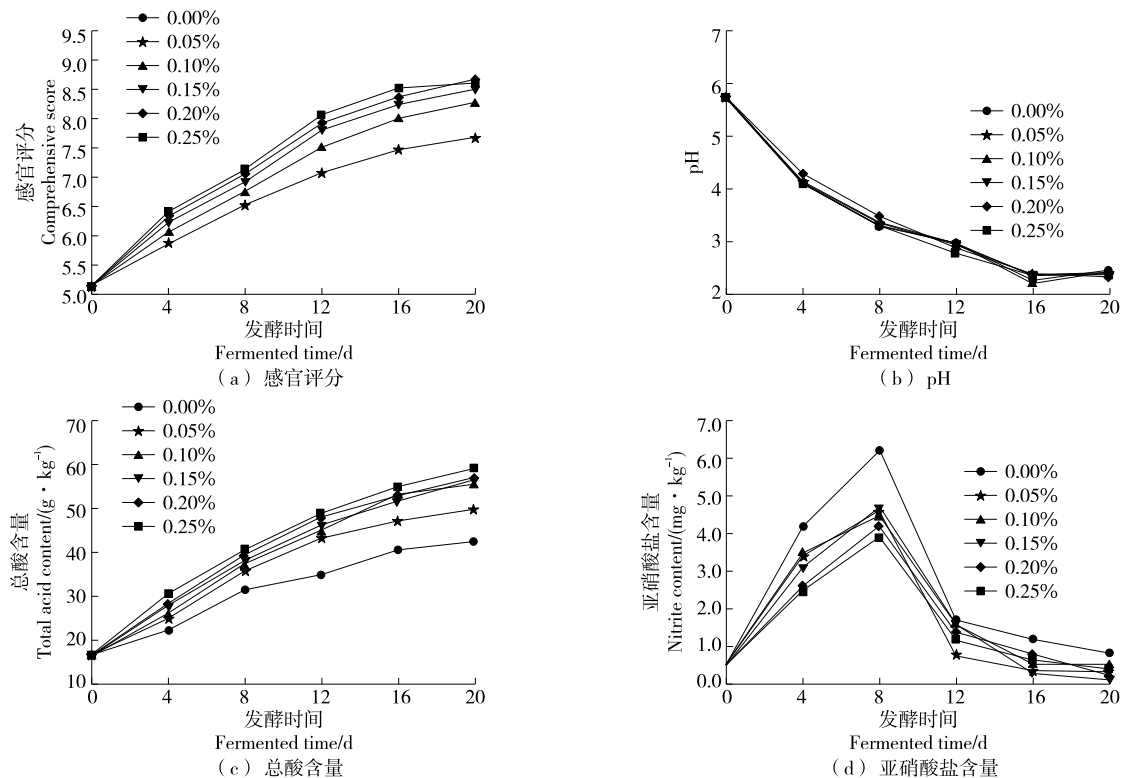 0.00%
0.05%
0.10%
0.15%
0.20%
0.25%
感官评分
Comprehensive score
9.5
9.0
8.5
8.0
7.5
7.0
6.5
6.0
5.5
5.0
0 4 8 12 16 20
发酵时间
Fermented time/d
（a）感官评分
0.00%
0.05%
0.10%
0.15%
0.20%
0.25%
pH
7
6
5
4
3
2
0 4 8 12 16 20
发酵时间
Fermented time/d
（b）pH
0.00%
0.05%
0.10%
0.15%
0.20%
0.25%
总酸含量
Total acid content/(g·kg⁻¹)
70
60
50
40
30
20
10
0 4 8 12 16 20
发酵时间
Fermented time/d
（c）总酸含量
0.00%
0.05%
0.10%
0.15%
0.20%
0.25%
亚硝酸盐含量
Nitrite content/(mg·kg⁻¹)
7.0
6.0
5.0
4.0
3.0
2.0
1.0
0.0
0 4 8 12 16 20
发酵时间
Fermented time/d
（d）亚硝酸盐含量